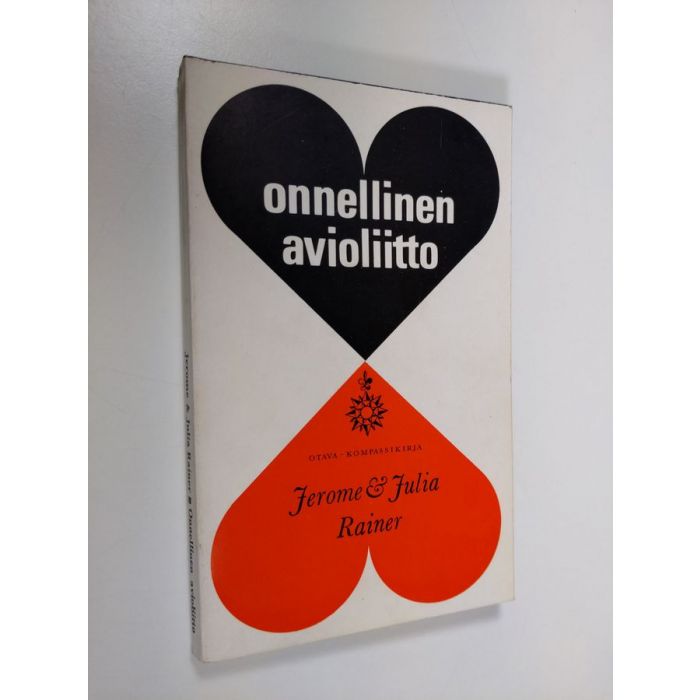 onnellinen
avioliitto
OTAVA - KOMPASSIKIRJA
Jerome & Julia
Rainer
Jerome & Julia Rainer ■ Onnellinen avioliitto